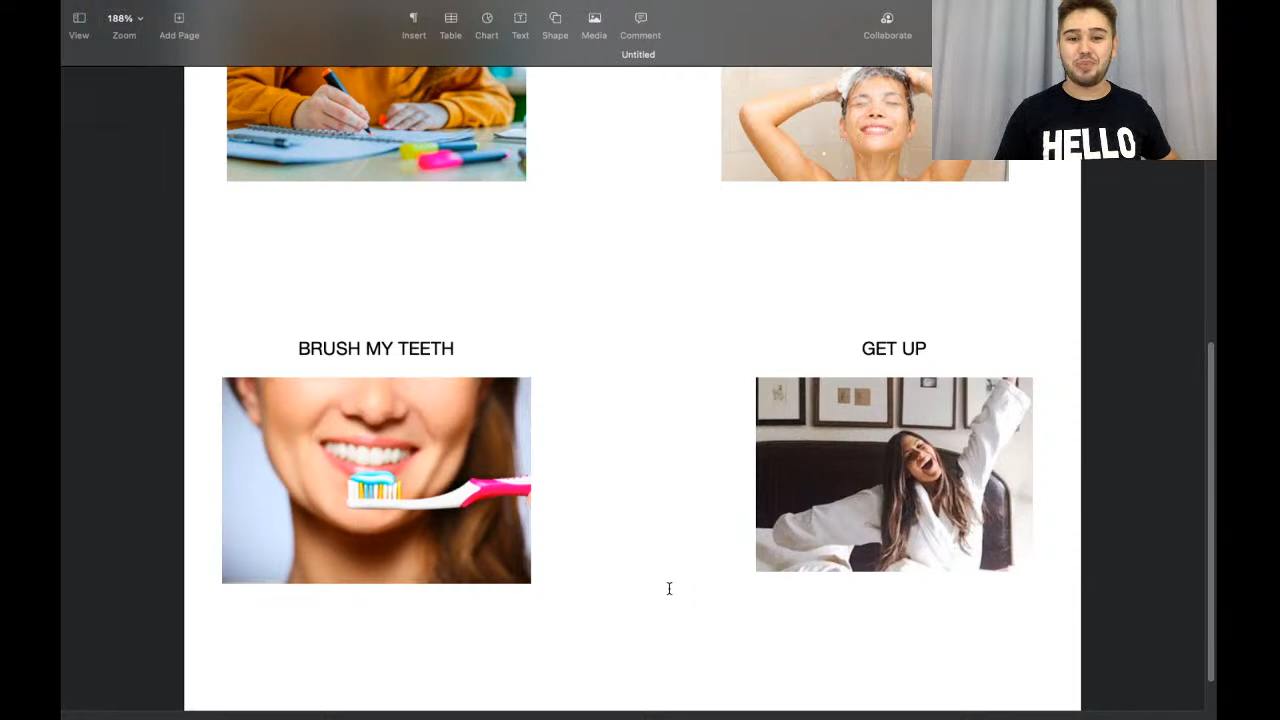 188%
View
Zoom
Add Page
Insert
Table
Chart
Text
Shape
Media
Comment
Collaborate
Untitled
HELLO
BRUSH MY TEETH
GET UP